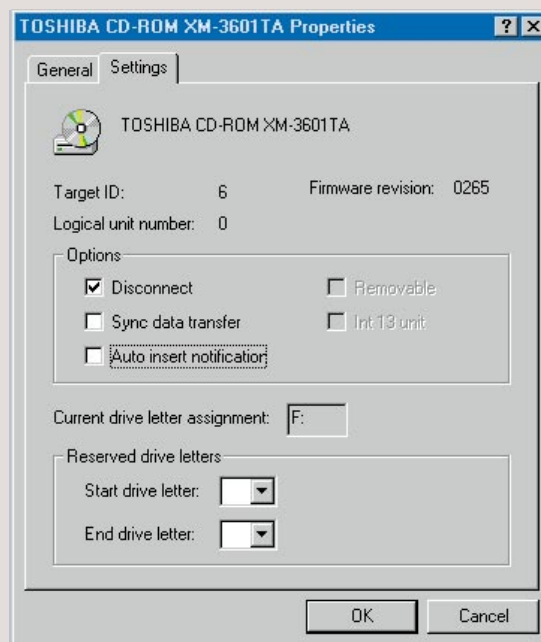 TOSHIBA CD-ROM XM-3601TA Properties
General Settings
TOSHIBA CD-ROM XM-3601TA
Target ID: 6 Firmware revision: 0265
Logical unit number: 0
Options
Disconnect Removable
Sync data transfer Int 13 unit
Auto insert notification
Current drive letter assignment: F:
Reserved drive letters
Start drive letter:
End drive letter:
OK Cancel